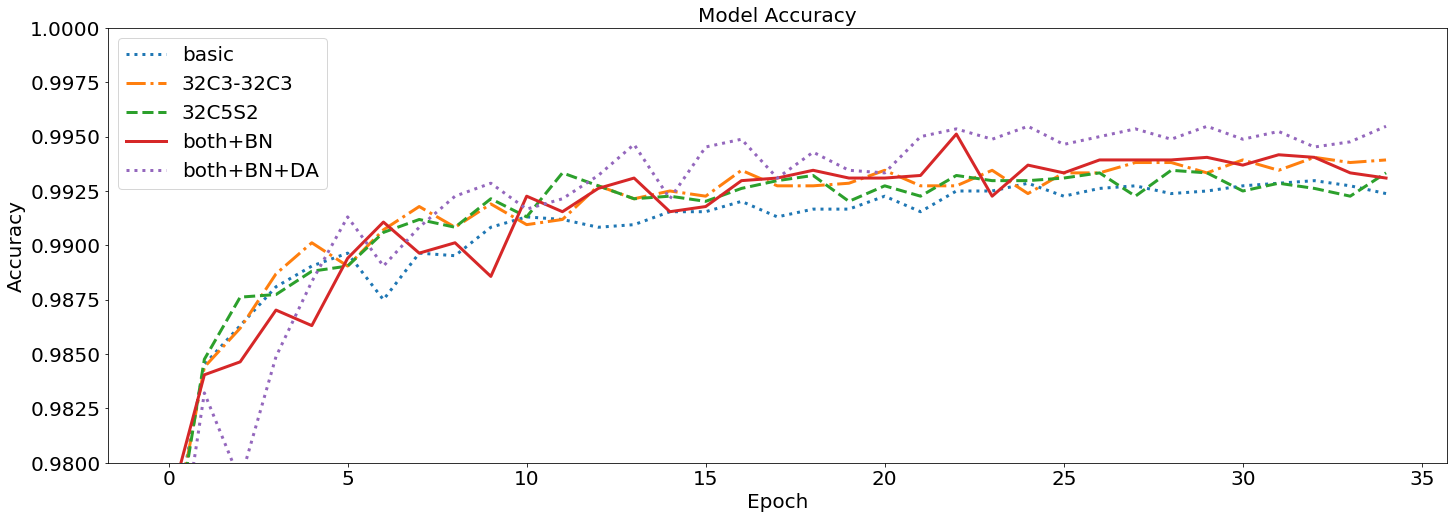 Model Accuracy
1.0000
0.9975
0.9950
0.9925
0.9900
0.9875
0.9850
0.9825
0.9800
Accuracy
basic
32C3-32C3
32C5S2
both+BN
both+BN+DA
0 5 10 15 20 25 30 35
Epoch